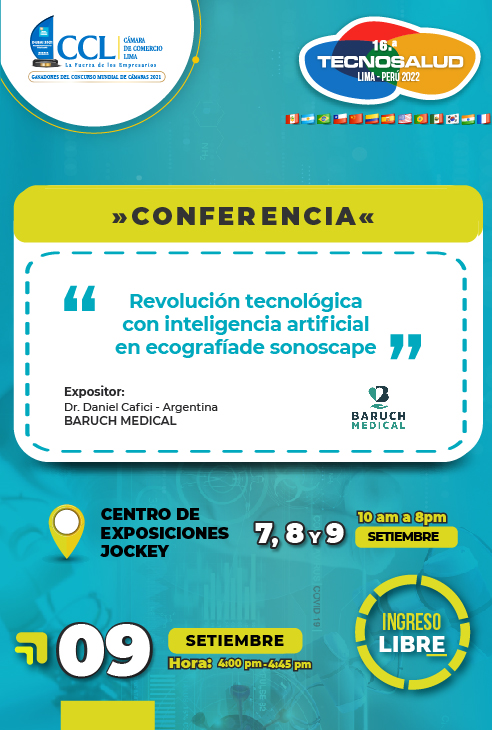 CCL
CÁMARA
DE COMERCIO
LIMA
La Fuerza de los Empresarios
GANADORES DEL CONCURSO MUNDIAL DE CÁMARAS 2021
16.ª
TECNOSALUD
LIMA - PERÚ 2022
»CONFERENCIA«
“ Revolución tecnológica
con inteligencia artificial
en ecografíade sonoscape ”
Expositor:
Dr. Daniel Cafici - Argentina
BARUCH MEDICAL
BARUCH
MEDICAL
CENTRO DE
EXPOSICIONES
JOCKEY
7, 8 Y 9
10 am a 8pm
SETIEMBRE
COVID 19
INGRESO
LIBRE
09
SETIEMBRE
Hora: 4:00 pm-4:45 pm